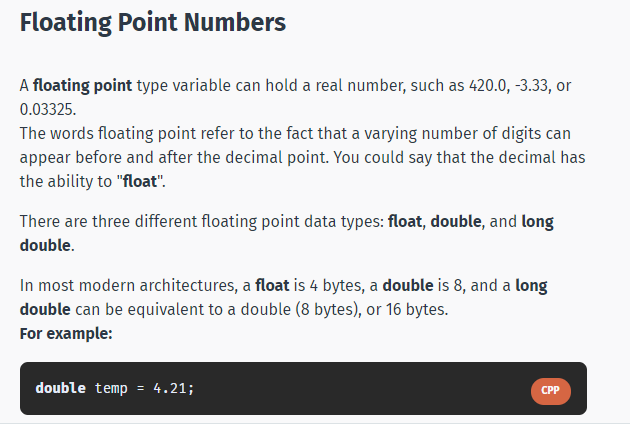 Floating Point Numbers
A floating point type variable can hold a real number, such as 420.0, -3.33, or
0.03325.
The words floating point refer to the fact that a varying number of digits can
appear before and after the decimal point. You could say that the decimal has
the ability to "float".
There are three different floating point data types: float, double, and long
double.
In most modern architectures, a float is 4 bytes, a double is 8, and a long
double can be equivalent to a double (8 bytes), or 16 bytes.
For example:
double temp = 4.21;
CPP